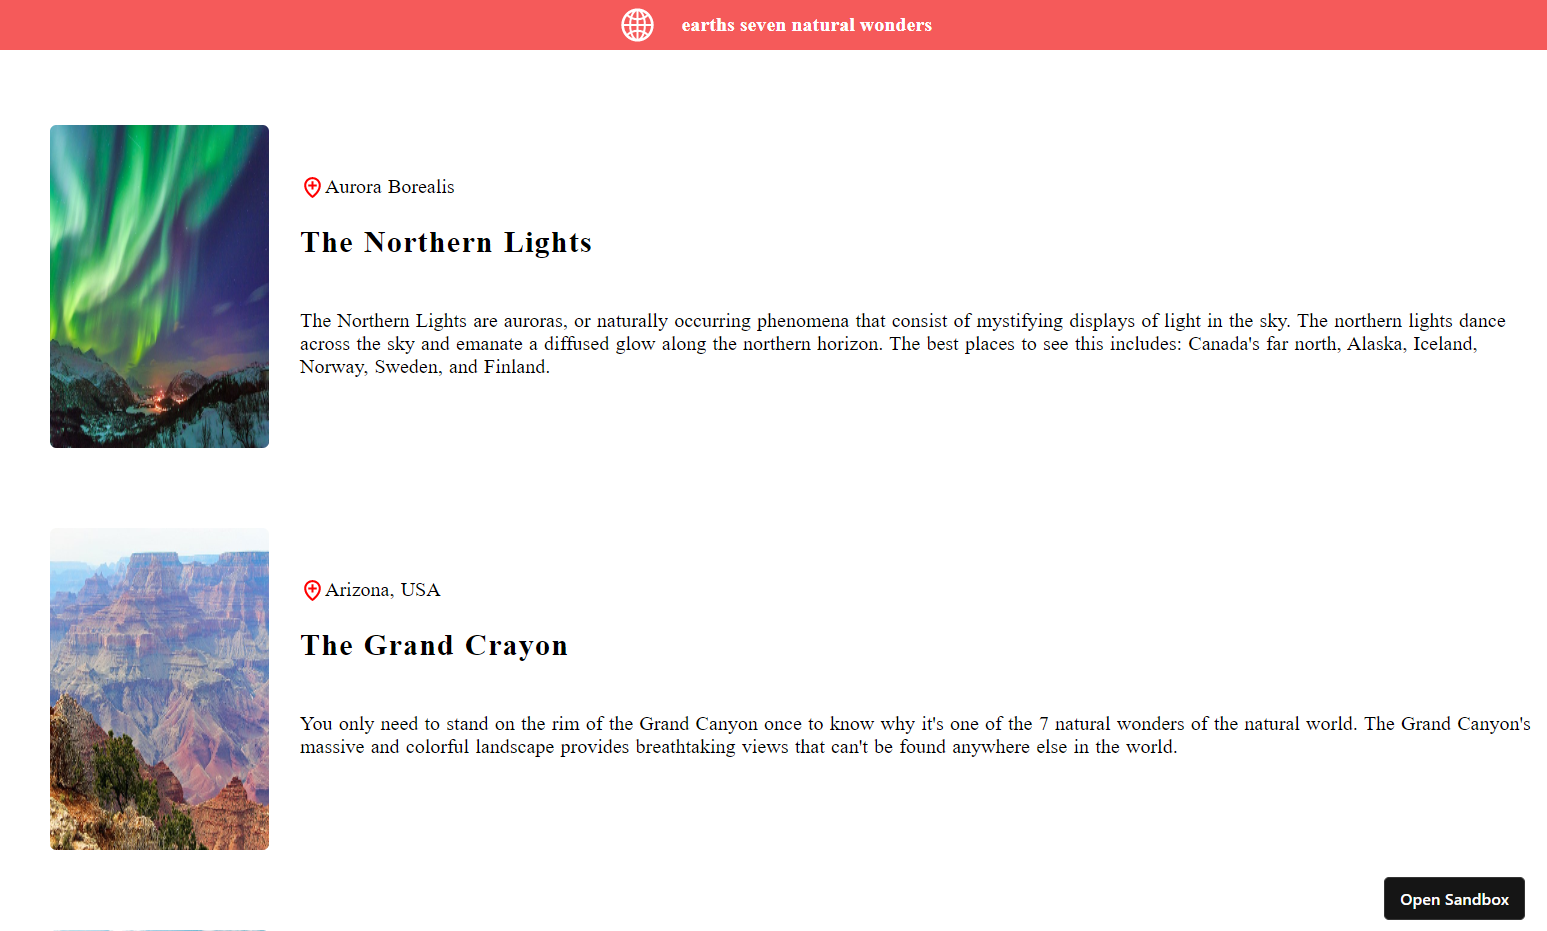 earths seven natural wonders
Aurora Borealis
The Northern Lights
The Northern Lights are auroras, or naturally occurring phenomena that consist of mystifying displays of light in the sky. The northern lights dance
across the sky and emanate a diffused glow along the northern horizon. The best places to see this includes: Canada's far north, Alaska, Iceland,
Norway, Sweden, and Finland.
Arizona, USA
The Grand Crayon
You only need to stand on the rim of the Grand Canyon once to know why it's one of the 7 natural wonders of the natural world. The Grand Canyon's
massive and colorful landscape provides breathtaking views that can't be found anywhere else in the world.
Open Sandbox